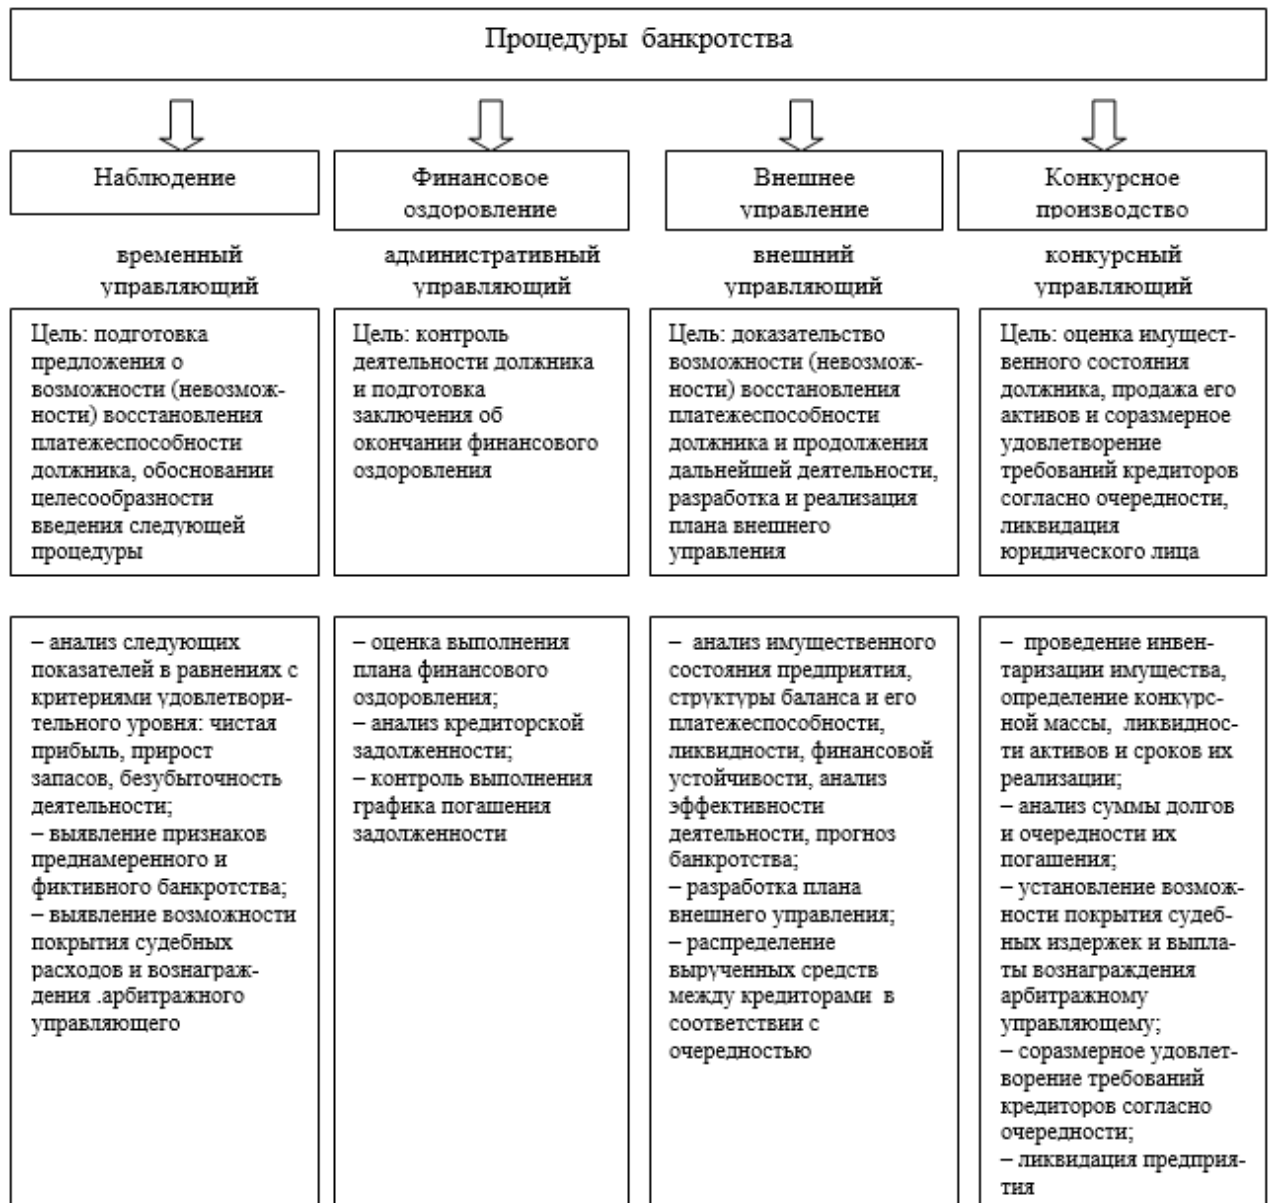 Процедуры банкротства
Наблюдение
Финансовое
оздоровление
Внешнее
управление
Конкурсное
производство
временный
управляющий
административный
управляющий
внешний
управляющий
конкурсный
управляющий
Цель: подготовка
предложения о
возможности (невозмож-
ности) восстановления
платежеспособности
должника, обосновании
целесообразности
введения следующей
процедуры
Цель: контроль
деятельности должника
и подготовка
заключения об
окончании финансового
оздоровления
Цель: доказательство
возможности (невозмож-
ности) восстановления
платежеспособности
должника и продолжения
дальнейшей деятельности,
разработка и реализация
плана внешнего
управления
Цель: оценка имущест-
венного состояния
должника, продажа его
активов и соразмерное
удовлетворение
требований кредиторов
согласно очередности,
ликвидация
юридического лица
– анализ следующих
показателей в равнениях с
критериями удовлетвори-
тельного уровня: чистая
прибыль, прирост
запасов, безубыточность
деятельности;
– выявление признаков
преднамеренного и
фиктивного банкротства;
– выявление возможности
покрытия судебных
расходов и вознаграж-
дения .арбитражного
управляющего
– оценка выполнения
плана финансового
оздоровления;
– анализ кредиторской
задолженности;
– контроль выполнения
графика погашения
задолженности
– анализ имущественного
состояния предприятия,
структуры баланса и его
платежеспособности,
ликвидности, финансовой
устойчивости, анализ
эффективности
деятельности, прогноз
банкротства;
– разработка плана
внешнего управления;
– распределение
вырученных средств
между кредиторами в
соответствии с
очередностью
– проведение инвен-
таризации имущества,
определение конкурс-
ной массы, ликвиднос-
ти активов и сроков их
реализации;
– анализ суммы долгов
и очередности их
погашения;
– установление возмож-
ности покрытия судеб-
ных издержек и выпла-
ты вознаграждения
арбитражному
управляющему;
– соразмерное удовлет-
ворение требований
кредиторов согласно
очередности;
– ликвидация предприя-
тия